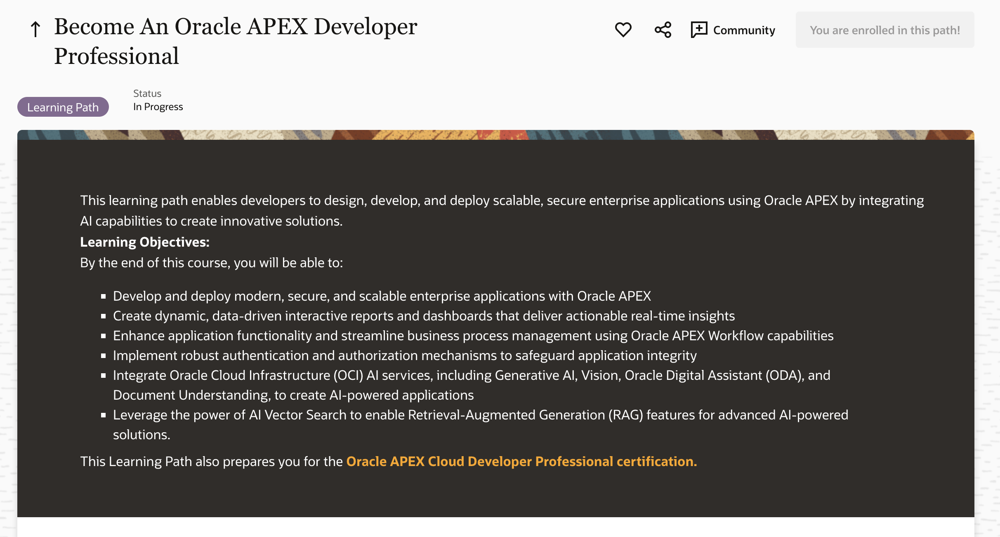 Become An Oracle APEX Developer
Professional
Community
You are enrolled in this path!
Learning Path
Status
In Progress
This learning path enables developers to design, develop, and deploy scalable, secure enterprise applications using Oracle APEX by integrating
AI capabilities to create innovative solutions.
Learning Objectives:
By the end of this course, you will be able to:
Develop and deploy modern, secure, and scalable enterprise applications with Oracle APEX
Create dynamic, data-driven interactive reports and dashboards that deliver actionable real-time insights
Enhance application functionality and streamline business process management using Oracle APEX Workflow capabilities
Implement robust authentication and authorization mechanisms to safeguard application integrity
Integrate Oracle Cloud Infrastructure (OCI) AI services, including Generative AI, Vision, Oracle Digital Assistant (ODA), and
Document Understanding, to create AI-powered applications
Leverage the power of AI Vector Search to enable Retrieval-Augmented Generation (RAG) features for advanced AI-powered
solutions.
This Learning Path also prepares you for the Oracle APEX Cloud Developer Professional certification.